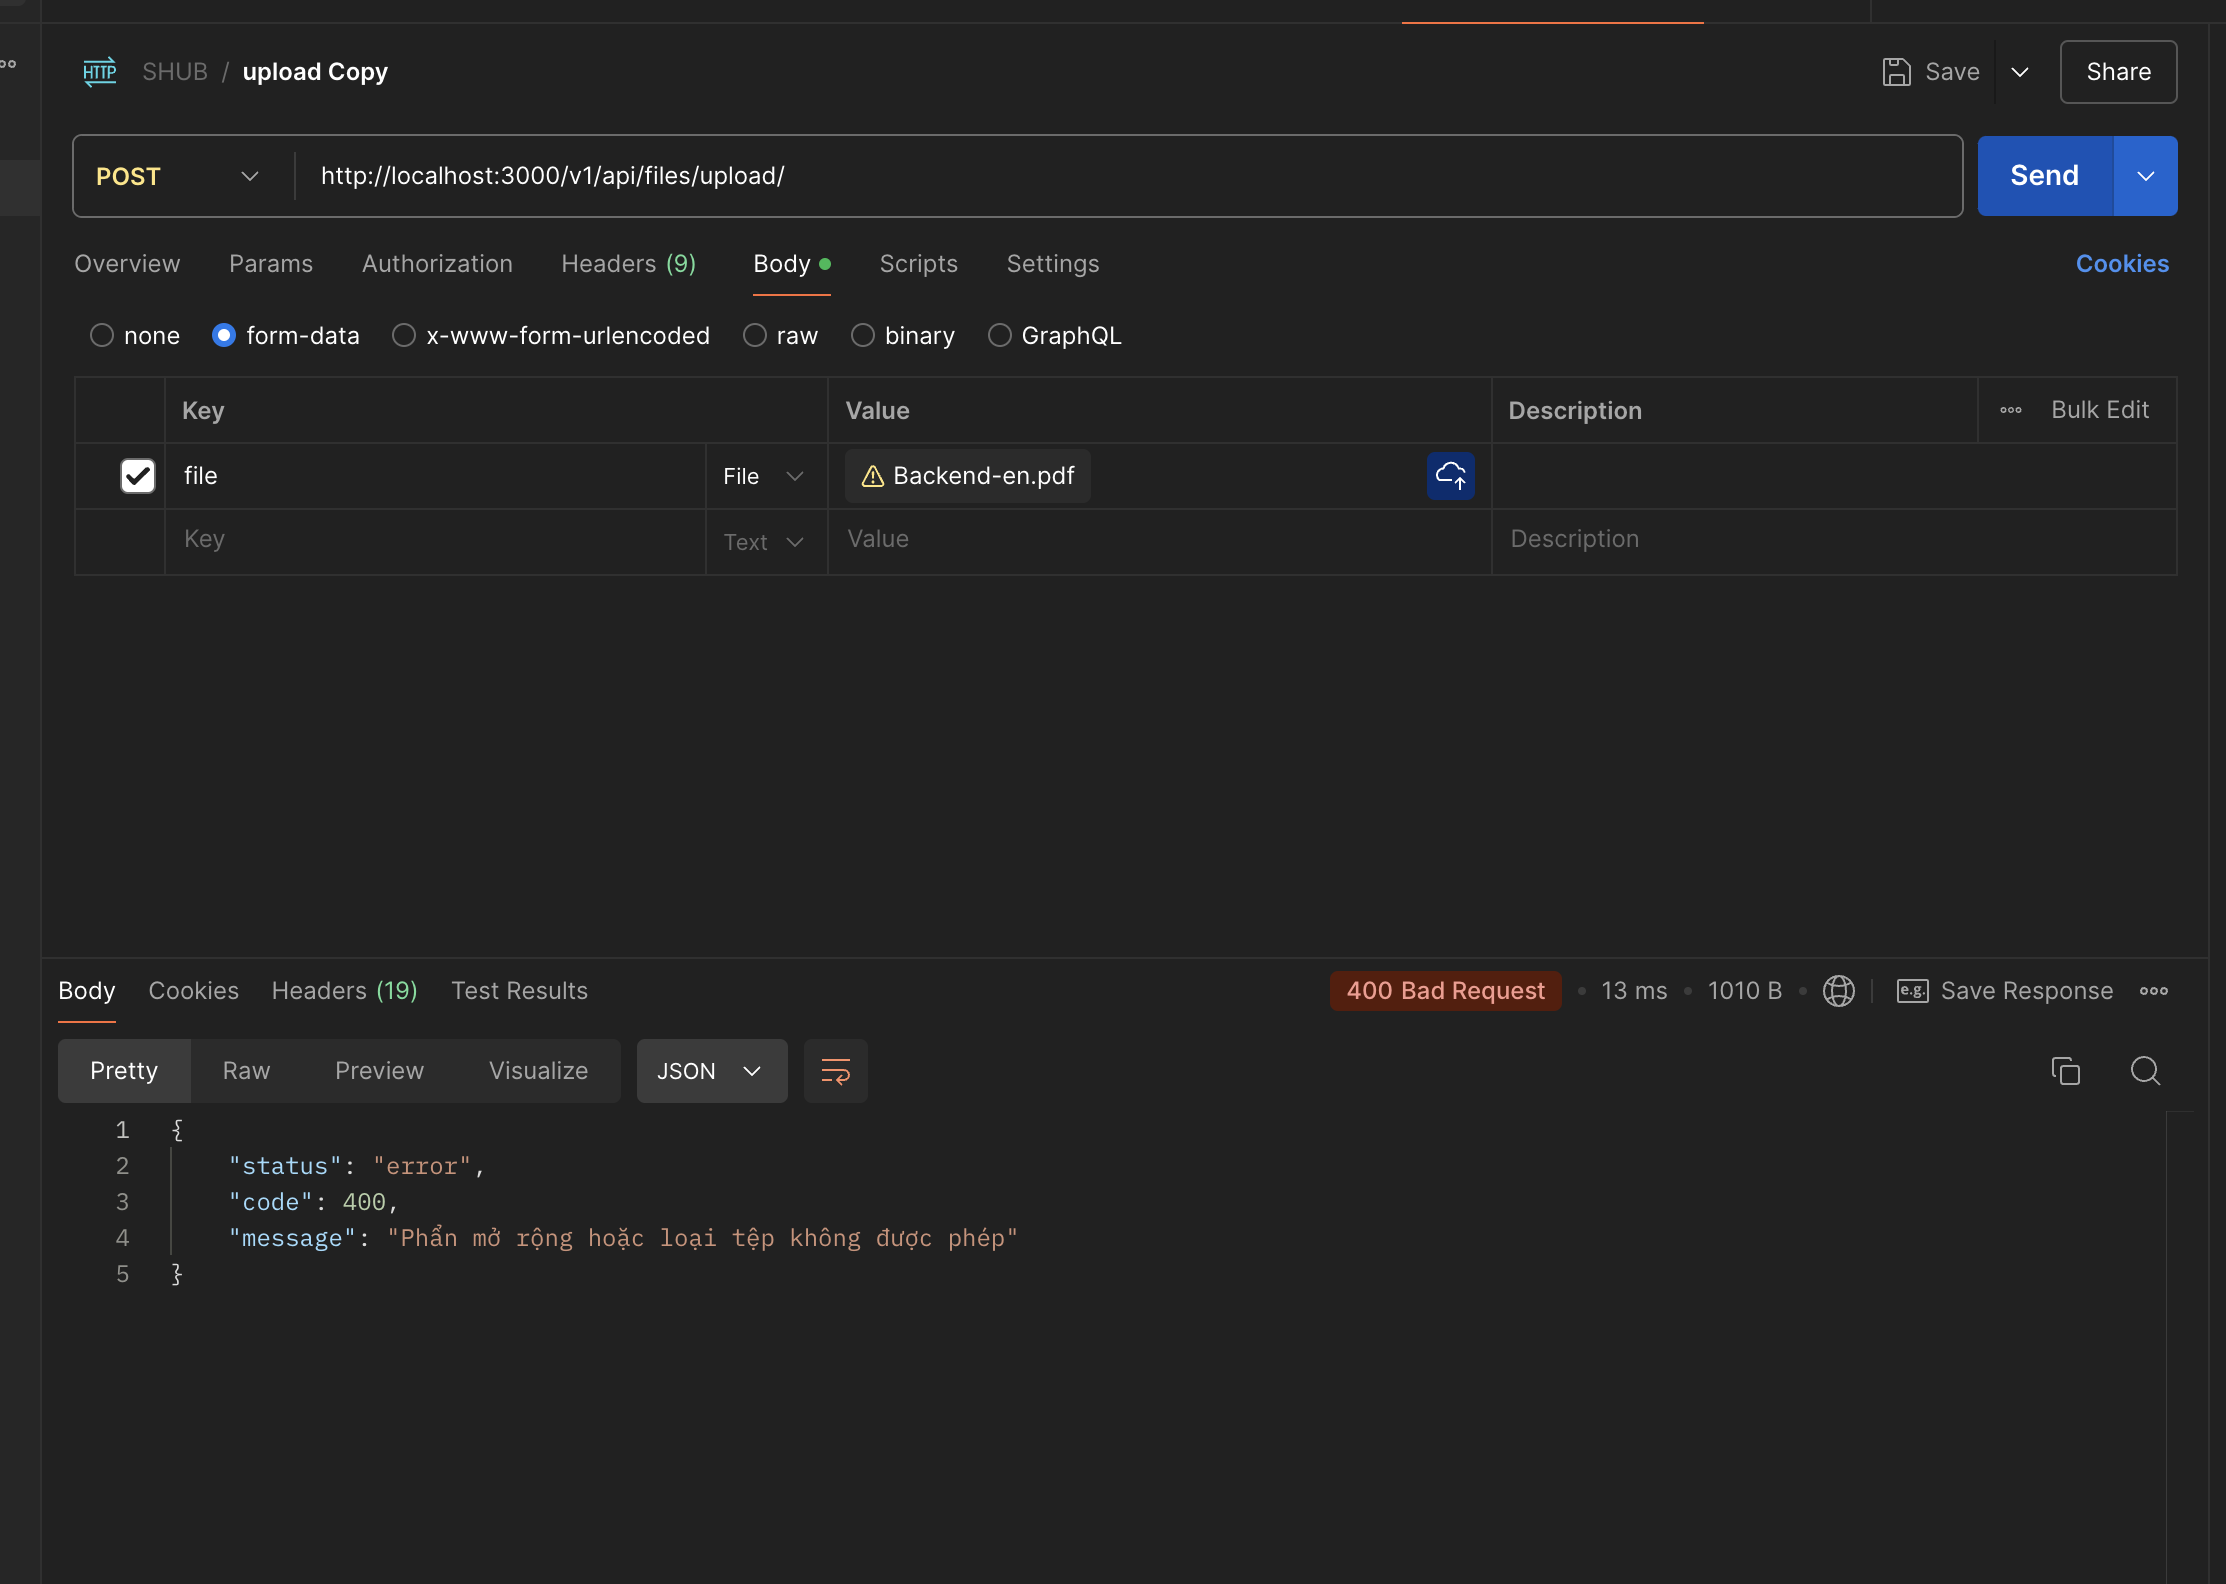 HTTP SHUB / upload Copy Save Share
POST http://localhost:3000/v1/api/files/upload/ Send
Overview Params Authorization Headers (9) Body Scripts Settings Cookies
none form-data x-www-form-urlencoded raw binary GraphQL
Key Value Description Bulk Edit
file File Backend-en.pdf
Key Text Value Description
Body Cookies Headers (19) Test Results 400 Bad Request 13 ms 1010 B e.g. Save Response
Pretty Raw Preview Visualize JSON
1 {
2 "status": "error",
3 "code": 400,
4 "message": "Phần mở rộng hoặc loại tệp không được phép"
5 }